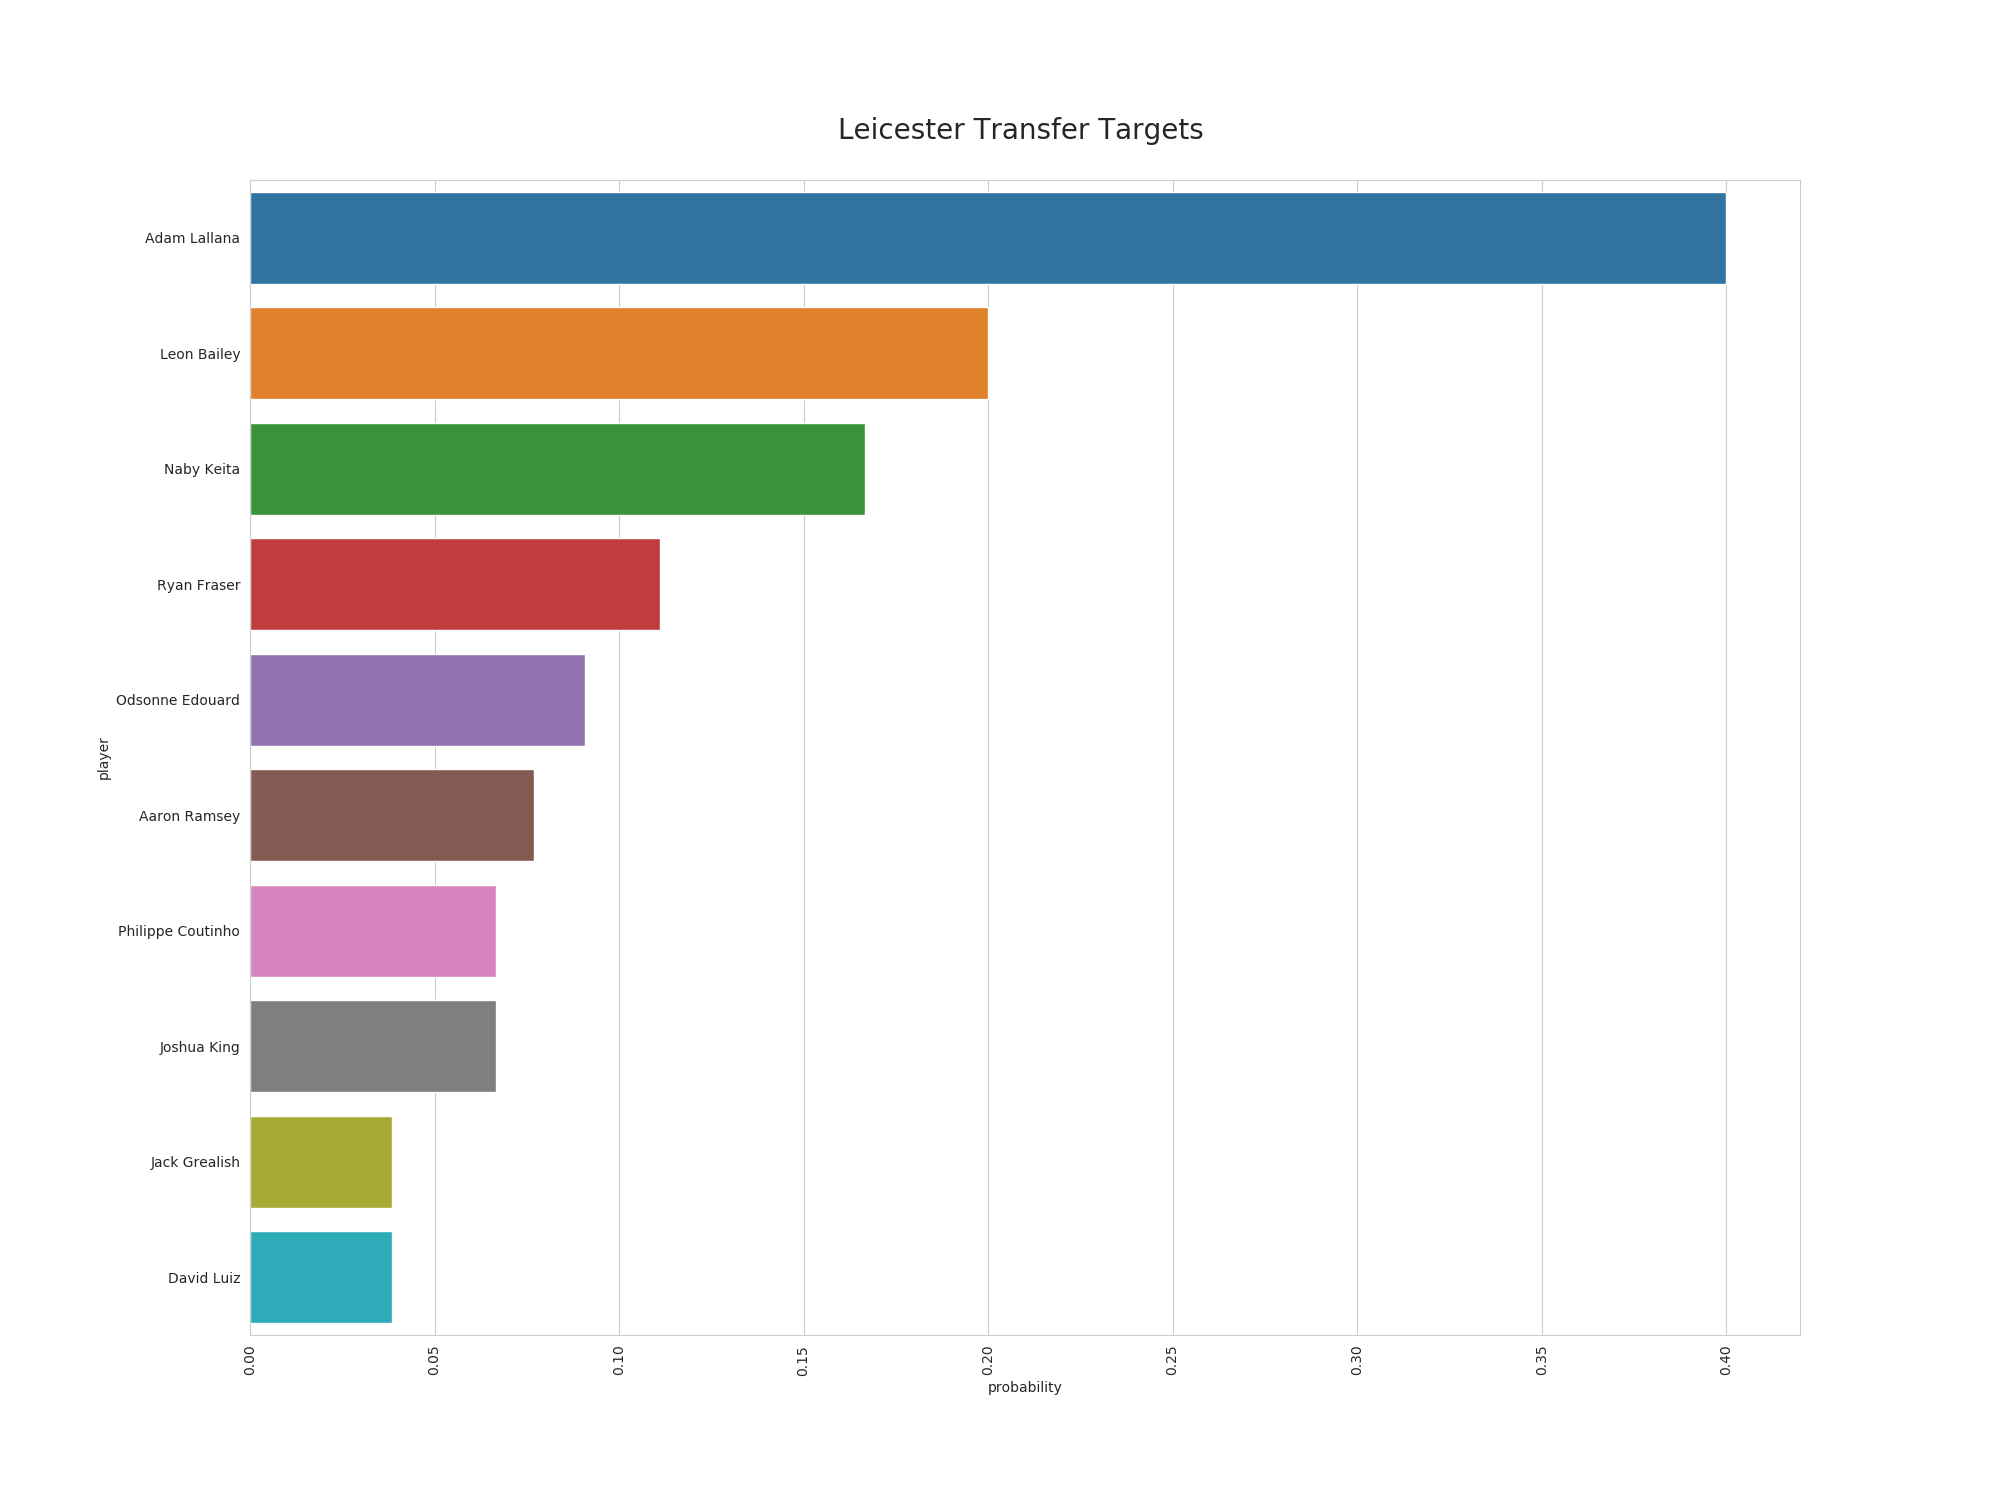 Leicester Transfer Targets
Adam Lallana
Leon Bailey
Naby Keita
Ryan Fraser
Odsonne Edouard
Aaron Ramsey
Philippe Coutinho
Joshua King
Jack Grealish
David Luiz
player
0.00 0.05 0.10 0.15 0.20 0.25 0.30 0.35 0.40
probability